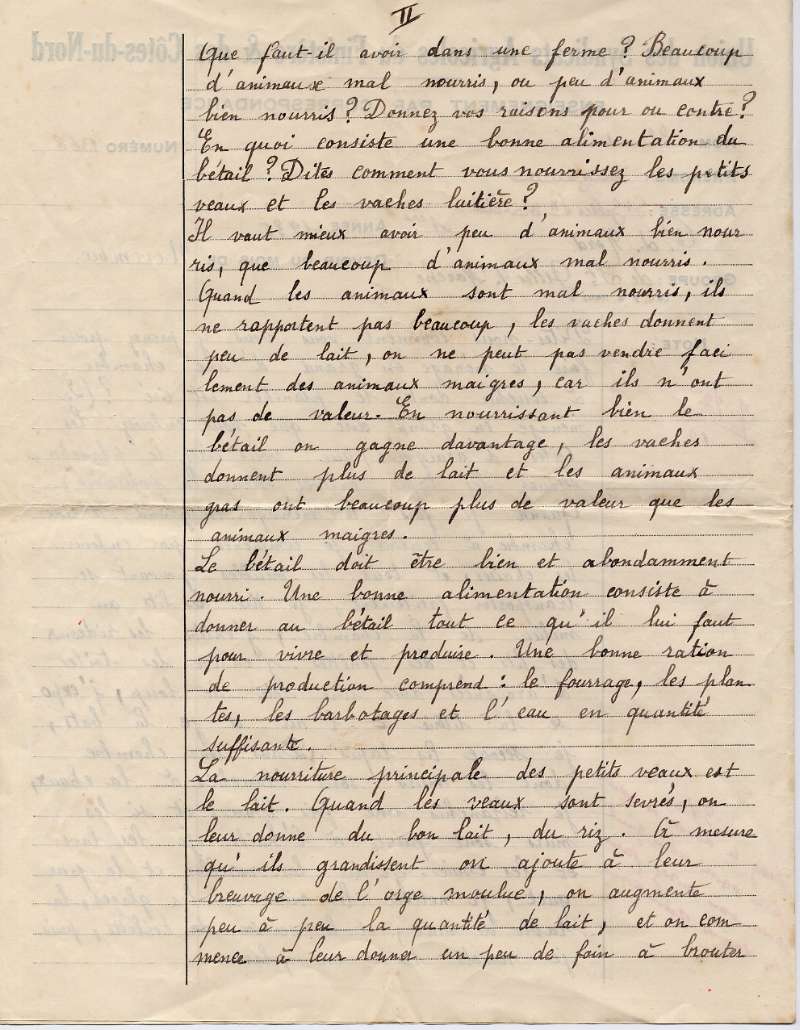 II
Que faut-il avoir dans une ferme ? Beaucoup
d'animaux mal nourris, ou peu d'animaux
bien nourris ? Donnez vos raisons pour ou contre ?
En quoi consiste une bonne alimentation du
bétail ? Dites comment vous nourrissez les petits
veaux et les vaches laitière ?
Il vaut mieux avoir peu d'animaux bien nour
ris, que beaucoup d'animaux mal nourris.
Quand les animaux sont mal nourris, ils
ne rapportent pas beaucoup, les vaches donnent
peu de lait, on ne peut pas vendre faci
lement des animaux maigres, car ils n'ont
pas de valeur. En nourrissant bien le
bétail on gagne davantage, les vaches
donnent plus de lait et les animaux
gras ont beaucoup plus de valeur que les
animaux maigres.
Le bétail doit être bien et abondamment
nourri. Une bonne alimentation consiste à
donner au bétail tout ce qu'il lui faut
pour vivre et produise. Une bonne ration
de production comprend : le fourrage, les plan
tes, les barbotages et l'eau en quantité
suffisante.
La nourriture principale des petits veaux est
le lait. Quand les veaux sont sevrés, on
leur donne du bon lait, du riz. À mesure
qu'ils grandissent on ajoute à leur
breuvage de l'orge moulue, on augmente
peu à peu la quantité de lait, et on com
mence à leur donner un peu de foin à brouter